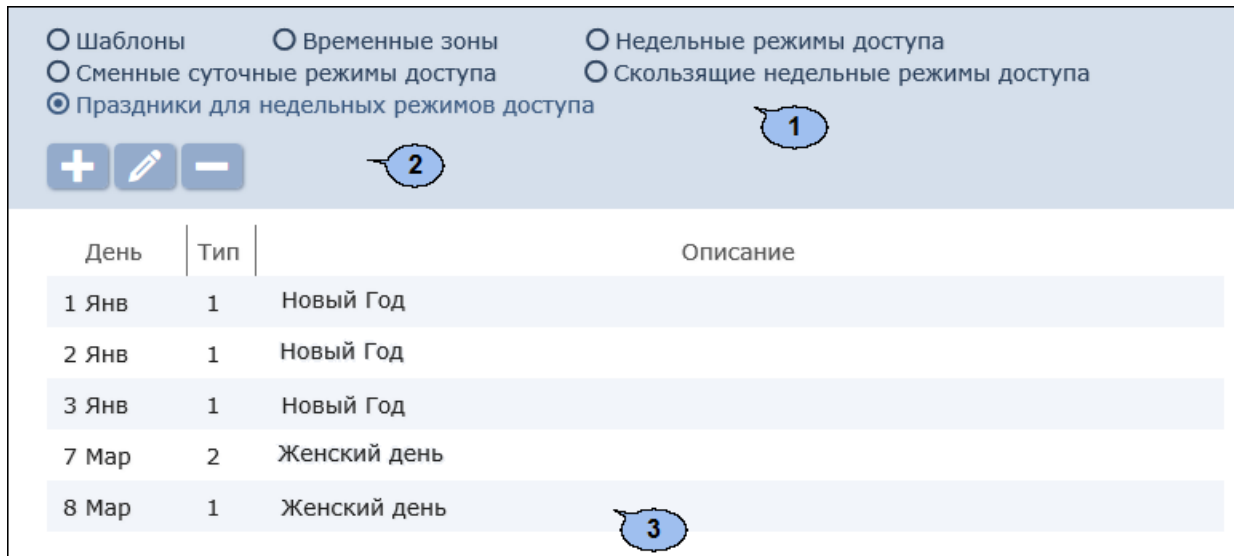 Шаблоны Временные зоны Недельные режимы доступа
Сменные суточные режимы доступа Скользящие недельные режимы доступа
Праздники для недельных режимов доступа
1
2
День Тип Описание
1 Янв 1 Новый Год
2 Янв 1 Новый Год
3 Янв 1 Новый Год
7 Мар 2 Женский день
8 Мар 1 Женский день
3